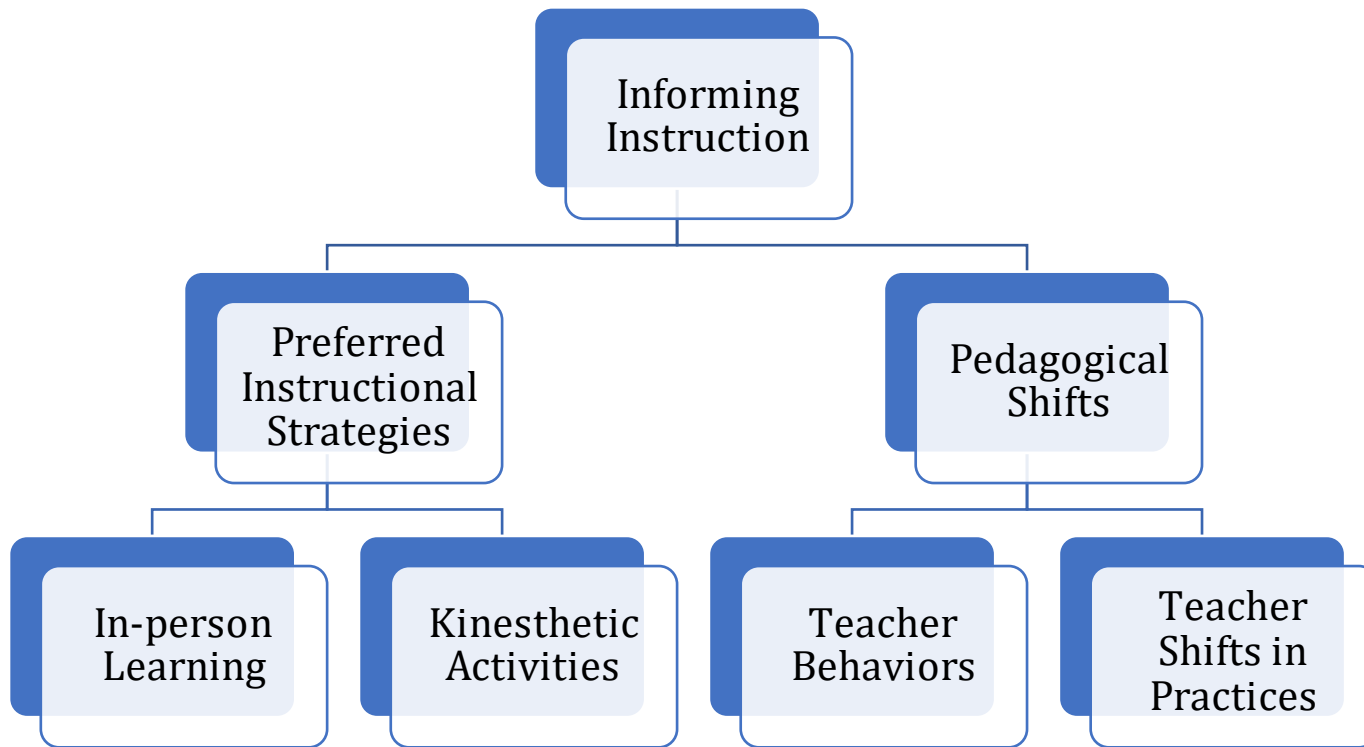 Informing
Instruction
Preferred
Instructional
Strategies
Pedagogical
Shifts
In-person
Learning
Kinesthetic
Activities
Teacher
Behaviors
Teacher
Shifts in
Practices